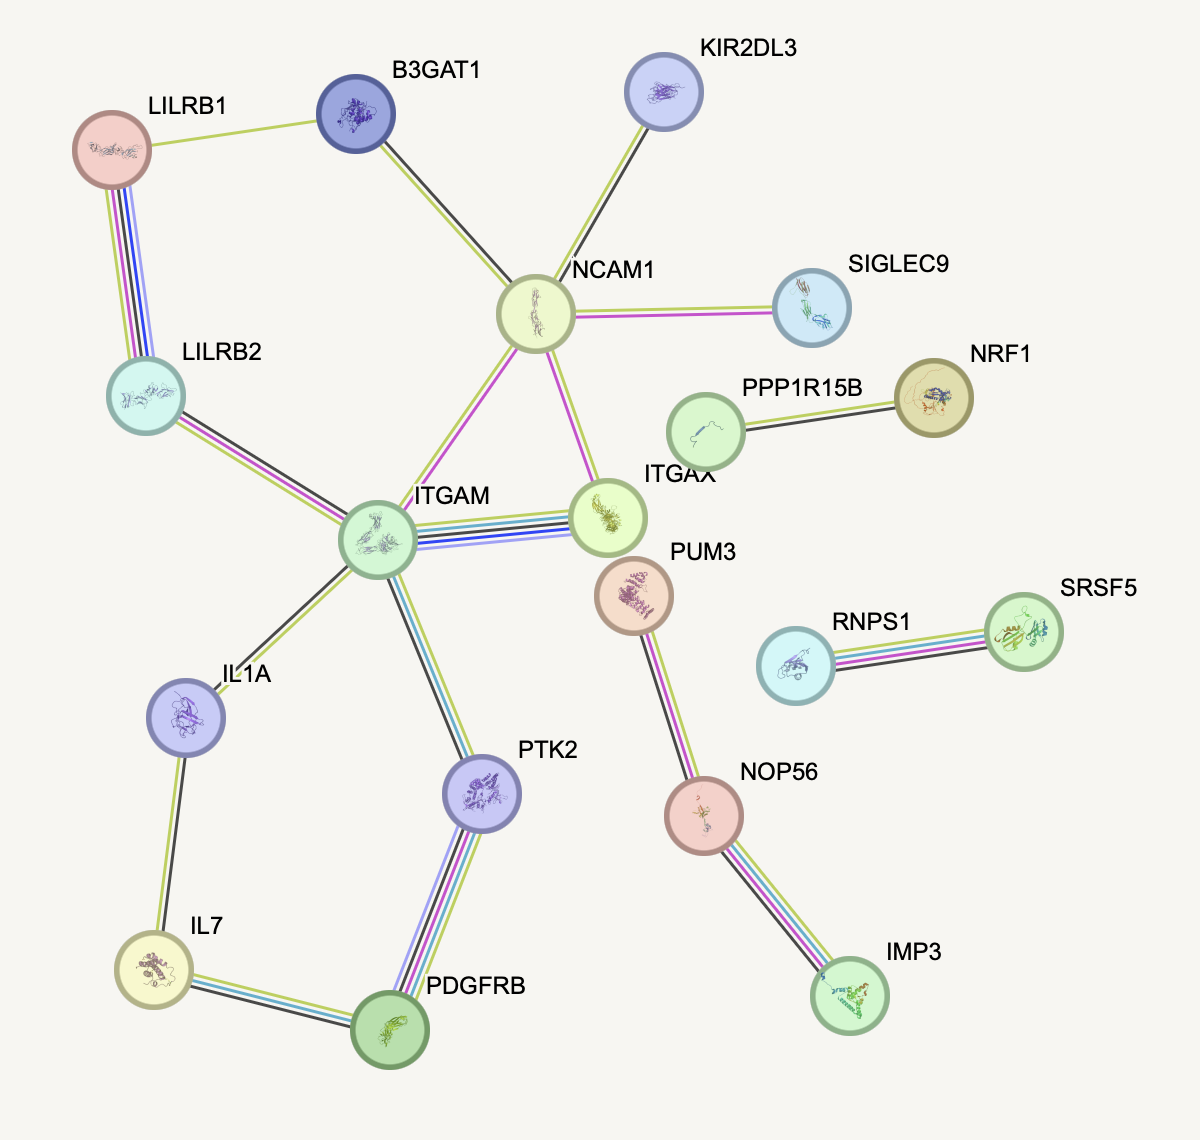 KIR2DL3
B3GAT1
LILRB1
SIGLEC9
NCAM1
LILRB2
NRF1
PPP1R15B
ITGAX
ITGAM
PUM3
SRSF5
RNPS1
IL1A
PTK2
NOP56
IL7
IMP3
PDGFRB